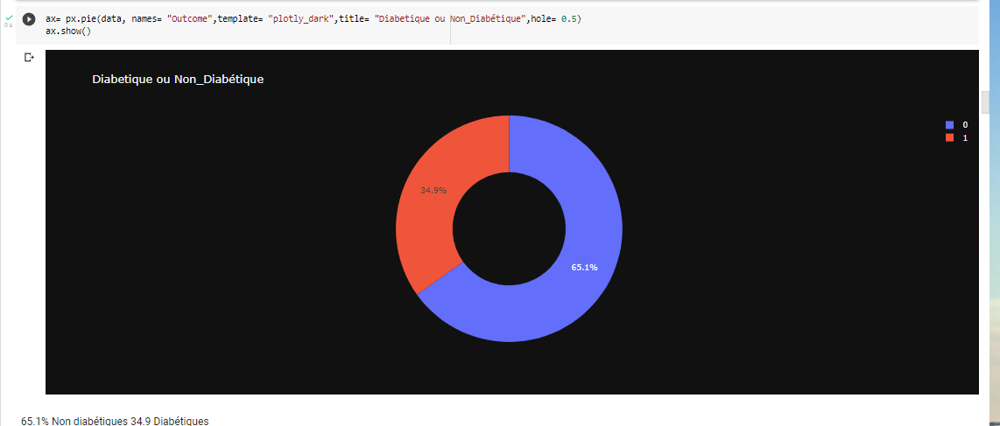 ax= px.pie(data, names= "Outcome",template= "plotly_dark",title= "Diabetique ou Non_Diabétique",hole= 0.5)
ax.show()
0 s
Diabetique ou Non_Diabétique
0
1
34.9%
65.1%
65.1% Non diabétiques 34.9 Diabétiques